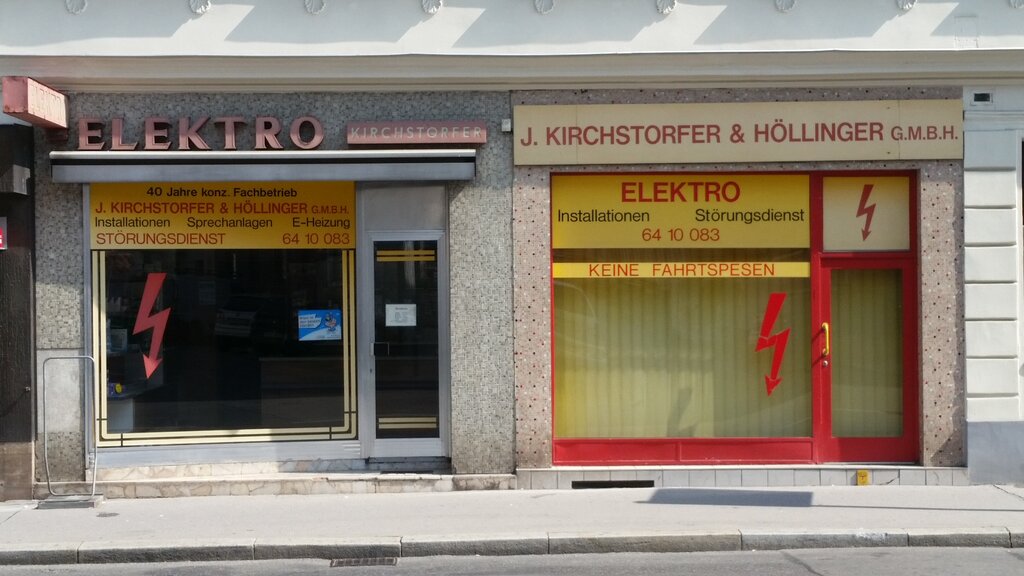 ELEKTRO
KIRCHSTORFER
40 Jahre konz. Fachbetrieb
J. KIRCHSTORFER & HÖLLINGER G.M.B.H.
Installationen Sprechanlagen E-Heizung
STÖRUNGSDIENST 64 10 083
J. KIRCHSTORFER & HÖLLINGER G.M.B.H.
ELEKTRO
Installationen Störungsdienst
64 10 083
KEINE FAHRTSPESEN